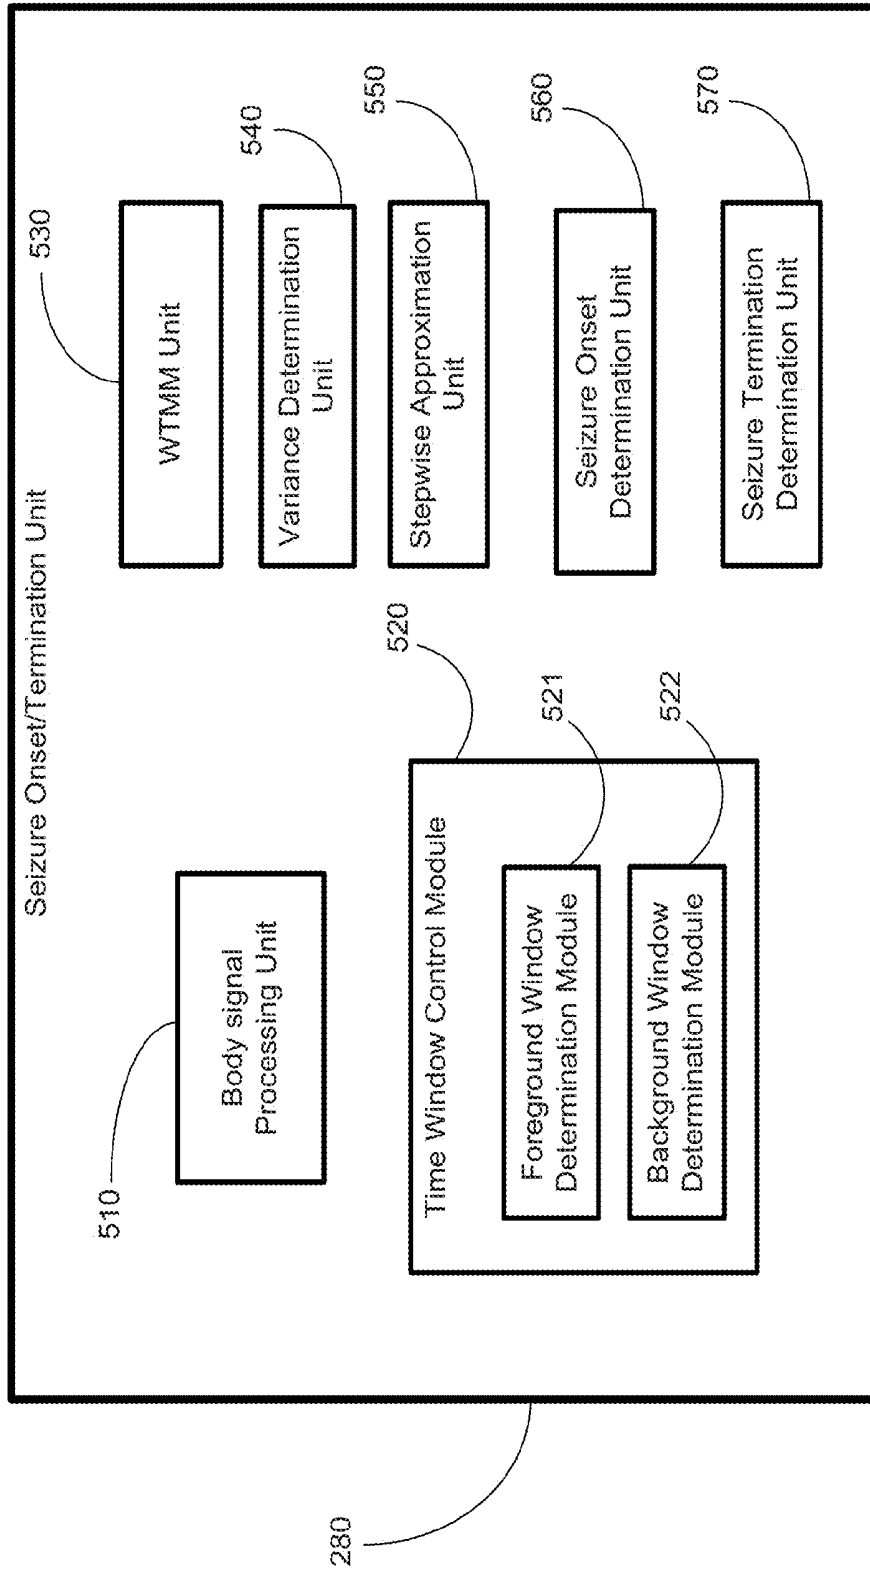 Seizure Onset/Termination Unit
280
510
Body signal
Processing Unit
520
Time Window Control Module
521
Foreground Window
Determination Module
522
Background Window
Determination Module
530
WTMM Unit
540
Variance Determination
Unit
550
Stepwise Approximation
Unit
560
Seizure Onset
Determination Unit
570
Seizure Termination
Determination Unit